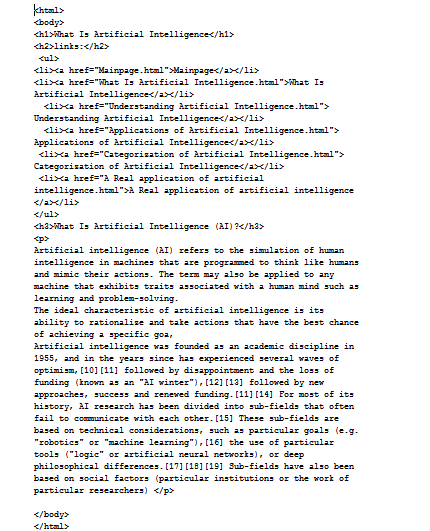 <html>
<body>
<h1>What Is Artificial Intelligence</h1>
<h2>links:</h2>
<ul>
<li><a href="Mainpage.html">Mainpage</a></li>
<li><a href="What Is Artificial Intelligence.html">What Is
Artificial Intelligence</a></li>
<li><a href="Understanding Artificial Intelligence.html">
Understanding Artificial Intelligence</a></li>
<li><a href="Applications of Artificial Intelligence.html">
Applications of Artificial Intelligence</a></li>
<li><a href="Categorization of Artificial Intelligence.html">
Categorization of Artificial Intelligence</a></li>
<li><a href="A Real application of artificial
intelligence.html">A Real application of artificial intelligence
</a></li>
</ul>
<h3>What Is Artificial Intelligence (AI)?</h3>
<p>
Artificial intelligence (AI) refers to the simulation of human
intelligence in machines that are programmed to think like humans
and mimic their actions. The term may also be applied to any
machine that exhibits traits associated with a human mind such as
learning and problem-solving.
The ideal characteristic of artificial intelligence is its
ability to rationalize and take actions that have the best chance
of achieving a specific goa,
Artificial intelligence was founded as an academic discipline in
1955, and in the years since has experienced several waves of
optimism,[10][11] followed by disappointment and the loss of
funding (known as an "AI winter"),[12][13] followed by new
approaches, success and renewed funding.[11][14] For most of its
history, AI research has been divided into sub-fields that often
fail to communicate with each other.[15] These sub-fields are
based on technical considerations, such as particular goals (e.g.
"robotics" or "machine learning"),[16] the use of particular
tools ("logic" or artificial neural networks), or deep
philosophical differences.[17][18][19] Sub-fields have also been
based on social factors (particular institutions or the work of
particular researchers) </p>
</body>
</html>